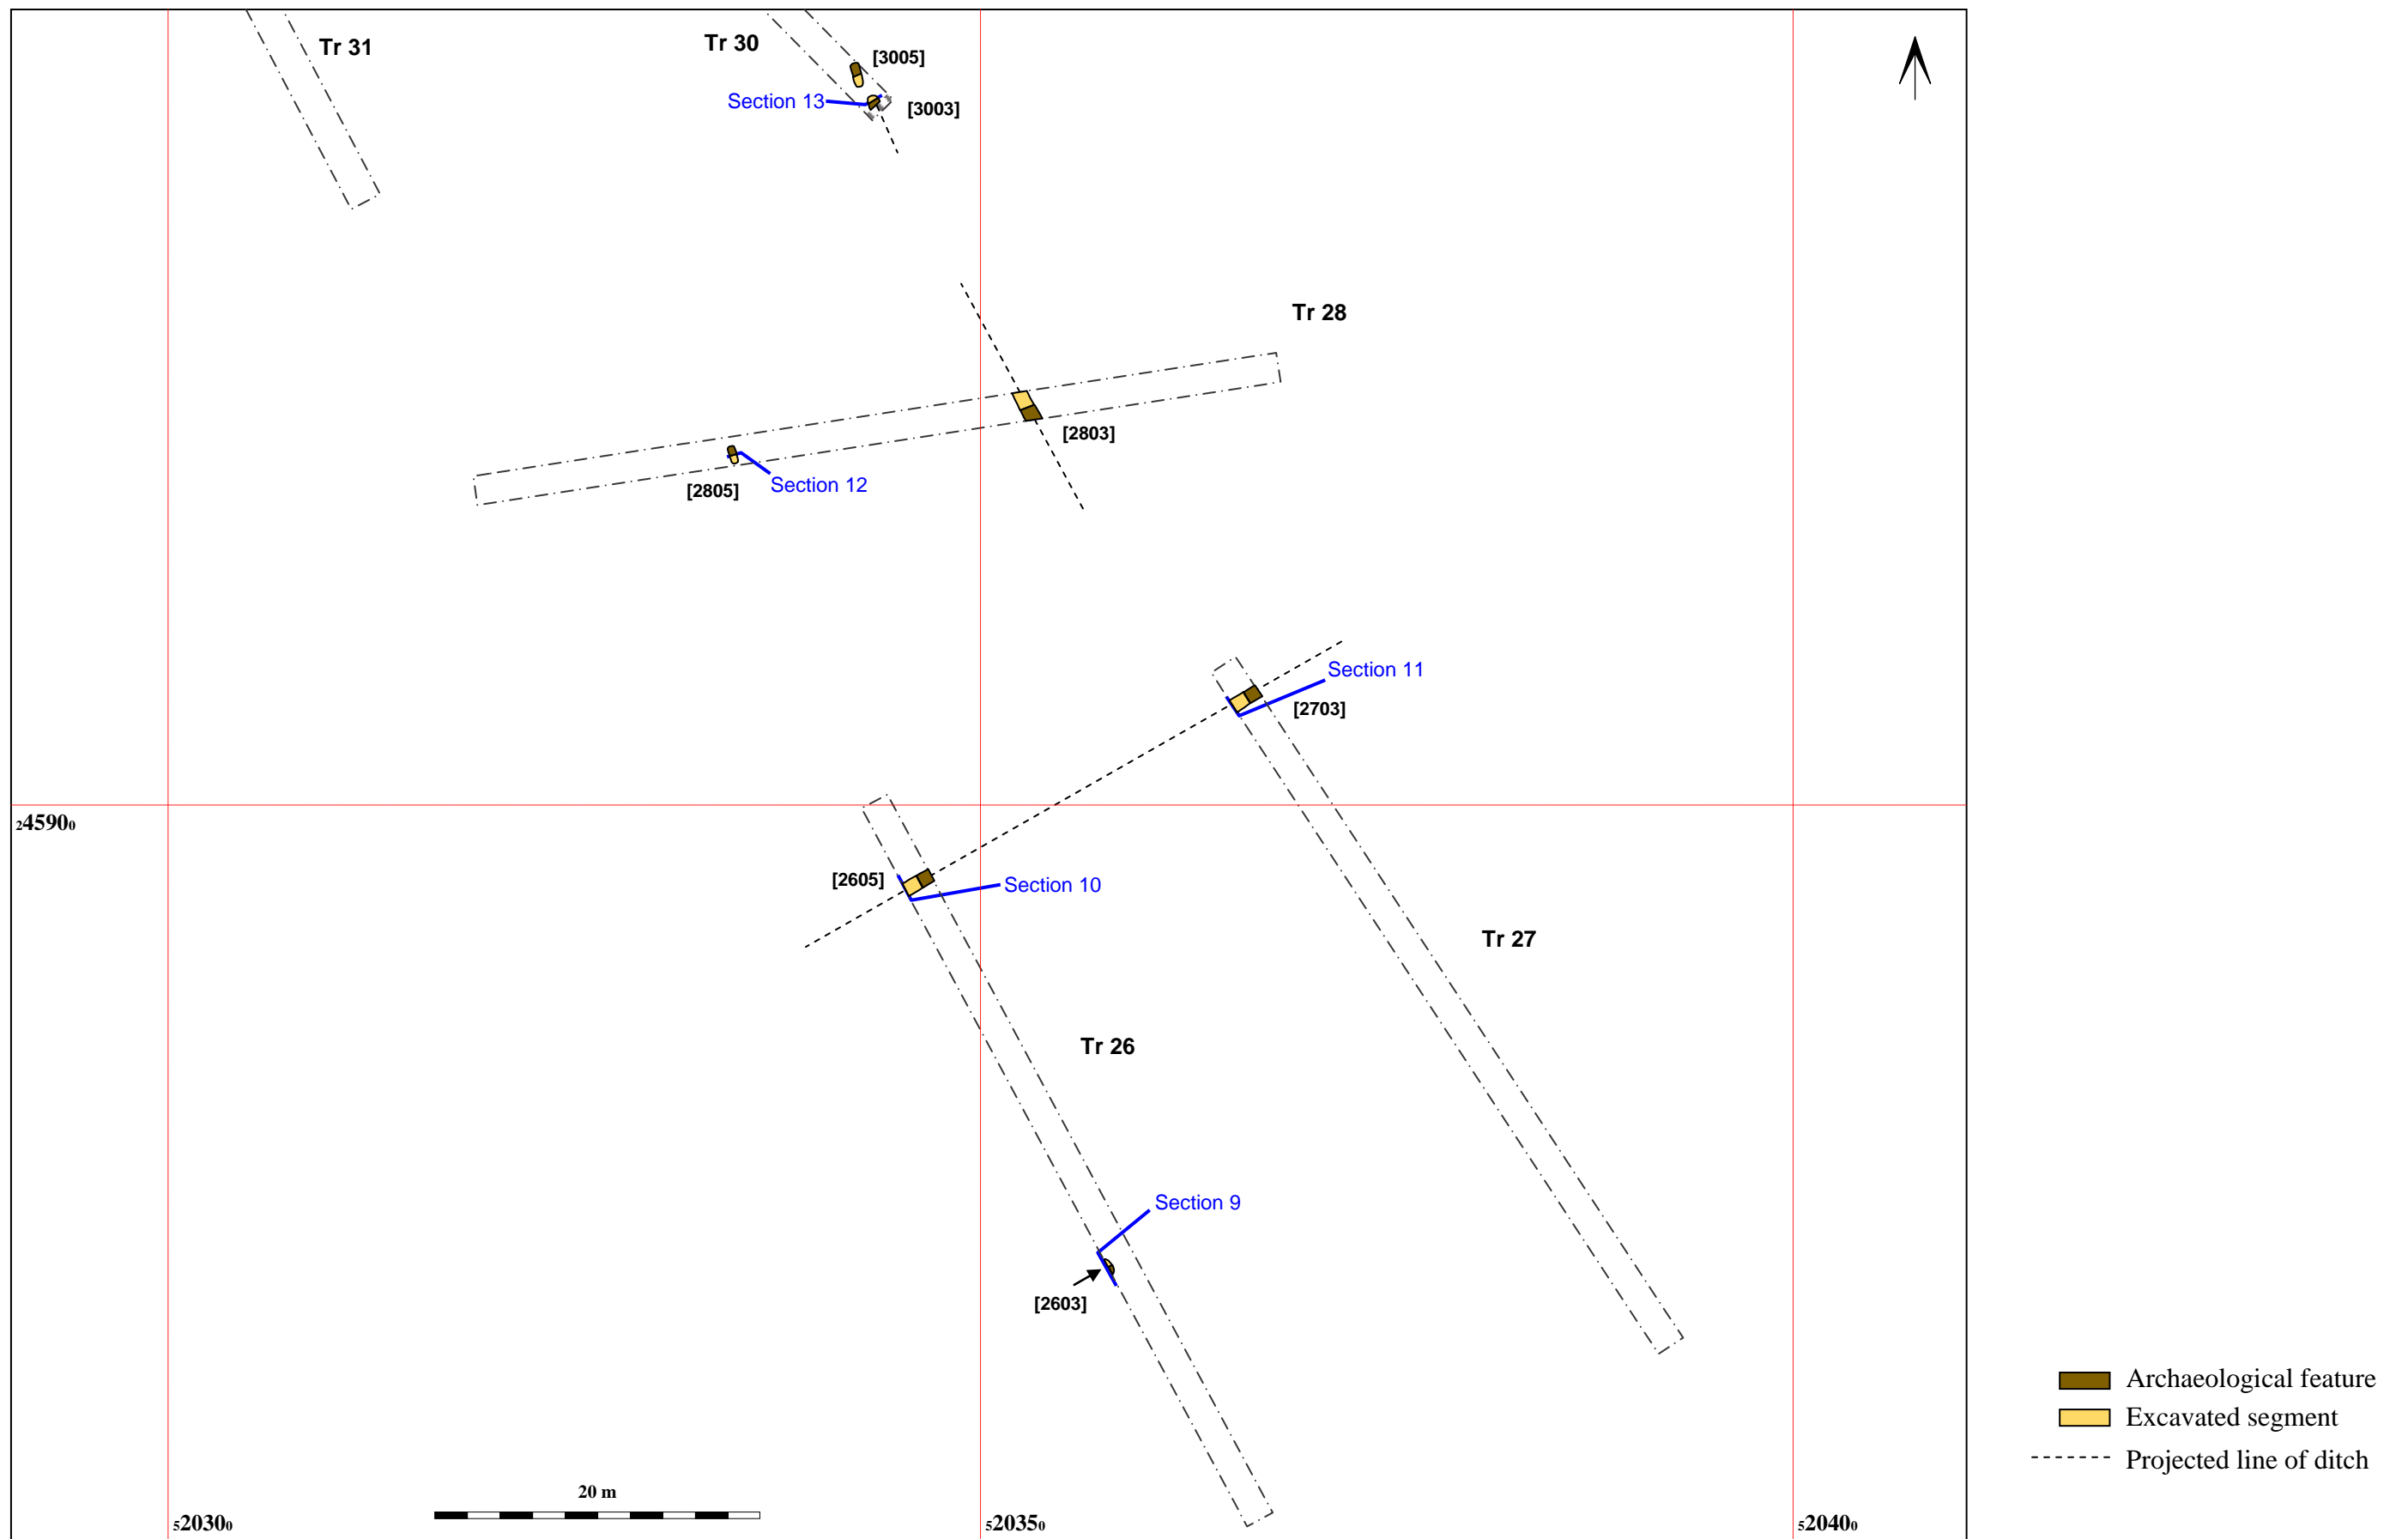 Tr 31
Tr 30
[3005]
Section 13
[3003]
Tr 28
[2803]
[2805]
Section 12
Section 11
[2703]
245900
[2605]
Section 10
Tr 27
Tr 26
Section 9
[2603]
Archaeological feature
Excavated segment
Projected line of ditch
20 m
520300
520350
520400